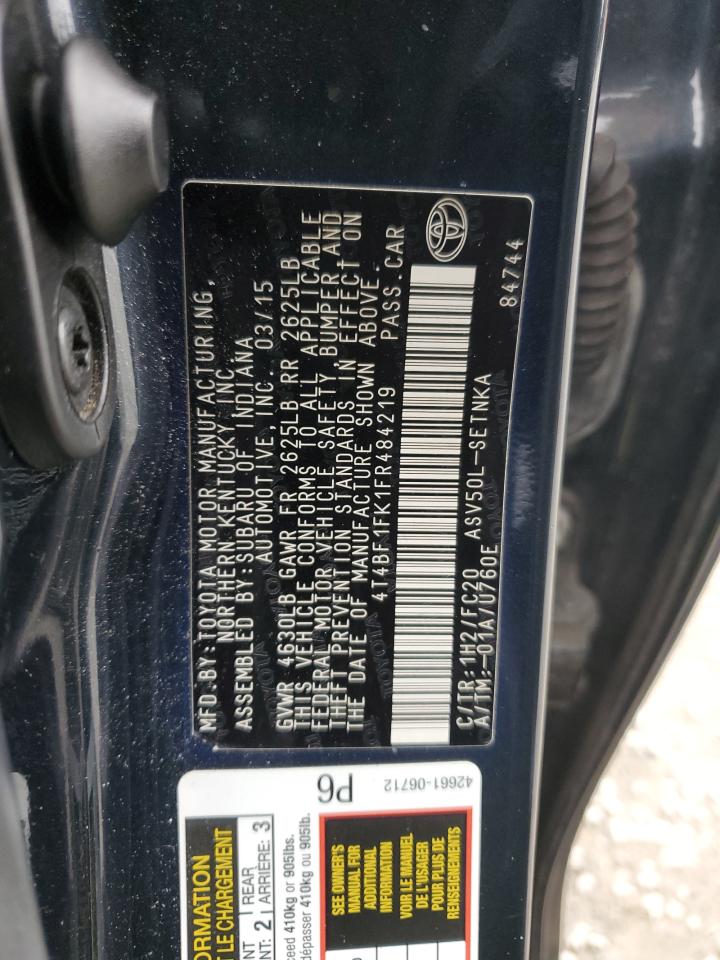 MFD.BY:TOYOTA MOTOR MANUFACTURING
NORTHERN KENTUCKY, INC.
ASSEMBLED BY:SUBARU OF INDIANA
AUTOMOTIVE,INC. 03/15
GVWR 4630LB GAWR FR 2625LB RR 2625LB
THIS VEHICLE CONFORMS TO ALL APPLICABLE
FEDERAL MOTOR VEHICLE SAFETY, BUMPER AND
THEFT PREVENTION STANDARDS IN EFFECT ON
THE DATE OF MANUFACTURE SHOWN ABOVE.
4T4BF1FK1FR484219 PASS.CAR
C/TR:1H2/FC20 ASV50L-SETNKA
A/TM:-01A/U760E
84744
P6
42661-06712
ORMATION
T LE CHARGEMENT
NT 2 REAR 3
NT: ARRIÈRE:
ceed 410kg or 905lbs.
dépasser 410kg ou 905lb.
SEE OWNER'S
MANUAL FOR
ADDITIONAL
INFORMATION
VOIR LE MANUEL
DE L'USAGER
POUR PLUS DE
RENSEIGNEMENTS